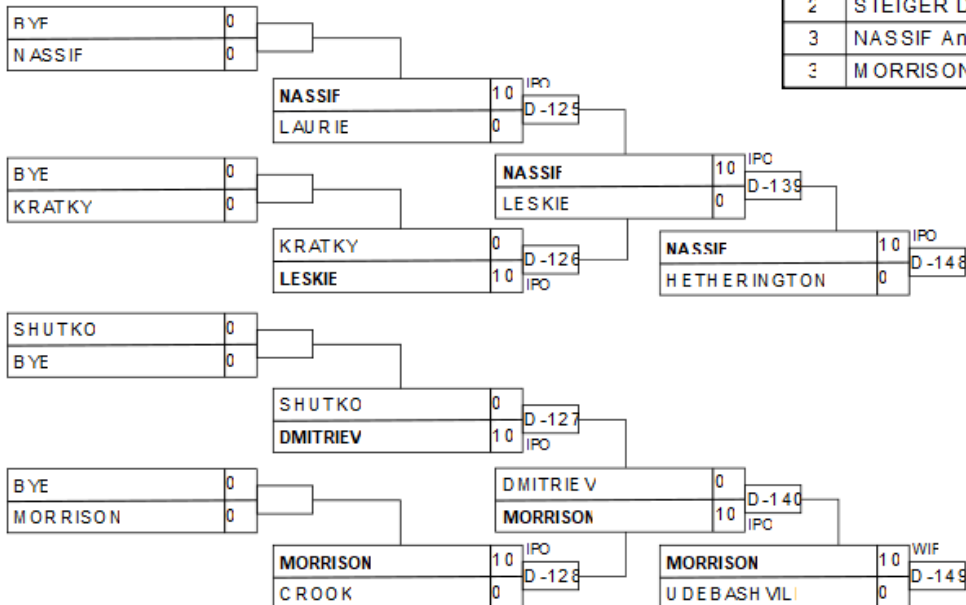 2 STEIGER D
3 NASSIF An
3 MORRISON
BYE 0
NASSIF 0
NASSIF 10 IPO
D-125
LAURIE 0
BYE 0
KRATKY 0
NASSIF 10 IPO
D-139
LESKIE 0
KRATKY 0
D-126
LESKIE 10 IPO
NASSIF 10 IPO
D-148
HETHERINGTON 0
SHUTKO 0
BYE 0
SHUTKO 0
D-127
DMITRIEV 10 IPO
BYE 0
MORRISON 0
DMITRIEV 0
D-140
MORRISON 10 IPO
MORRISON 10 IPO
D-128
CROOK 0
MORRISON 10 WIF
D-149
UDEBASHVILI 0